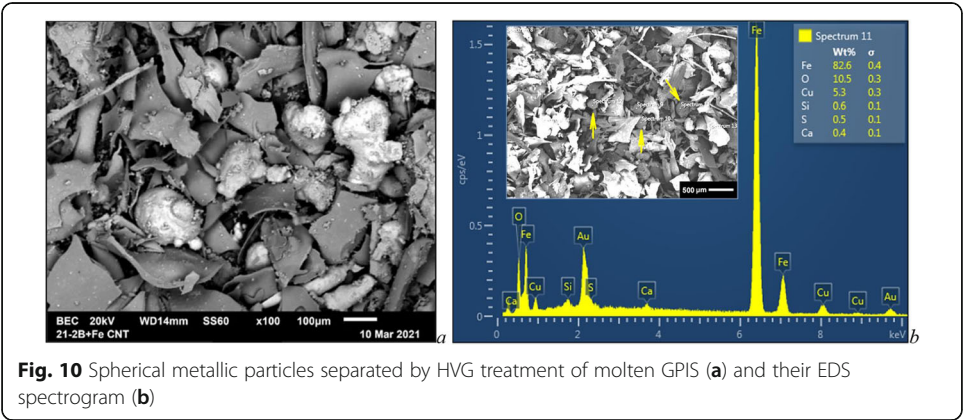 BEC 20kV WD14mm SS60 x100 100µm
21-2B+Fe CNT 10 Mar 2021
a
cps/eV
1.5
1
0.5
0
0 2 4 6 8 keV
Ca
O
Fe
Cu
Si
Au
S
Ca
Fe
Fe
Cu
Cu
Au
500 µm
Spectrum 11
Wt% σ
Fe 82.6 0.4
O 10.5 0.3
Cu 5.3 0.3
Si 0.6 0.1
S 0.5 0.1
Ca 0.4 0.1
b
Fig. 10 Spherical metallic particles separated by HVG treatment of molten GPIS (a) and their EDS
spectrogram (b)